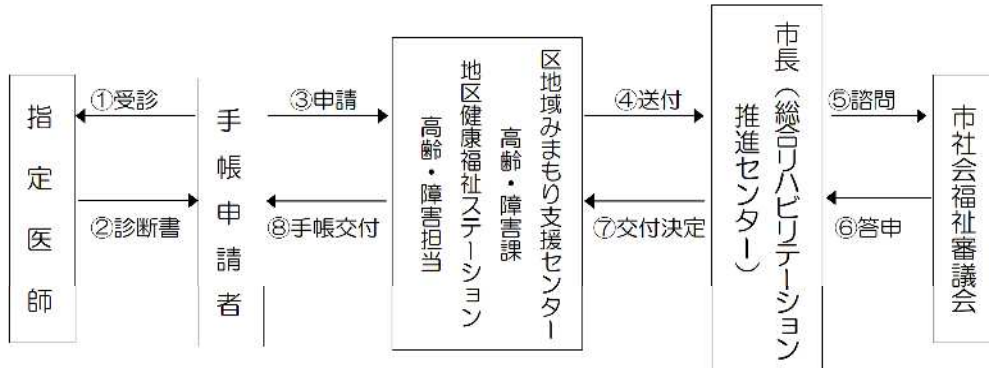 指定医師
①受診
②診断書
手帳申請者
③申請
⑧手帳交付
区地域みまもり支援センター
高齢・障害課
地区健康福祉ステーション
高齢・障害担当
④送付
⑦交付決定
市長（総合リハビリテーション
推進センター）
⑤諮問
⑥答申
市社会福祉審議会